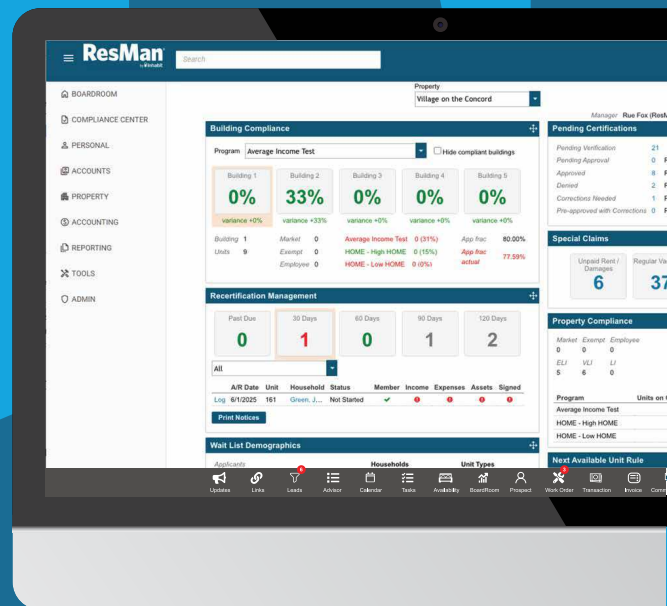 ResMan
by Inhabit
Search
BOARDROOM
COMPLIANCE CENTER
PERSONAL
ACCOUNTS
PROPERTY
ACCOUNTING
REPORTING
TOOLS
ADMIN
Property
Village on the Concord
Manager Rue Fox (ResM
Building Compliance
Program Average Income Test Hide compliant buildings
Building 1 Building 2 Building 3 Building 4 Building 5
0% 33% 0% 0% 0%
variance +0% variance +33% variance +0% variance +0% variance +0%
Building 1 Market 0 Average Income Test 0 (31%) App frac 80.00%
Units 9 Exempt 0 HOME - High HOME 0 (15%) App frac actual 77.59%
Employee 0 HOME - Low HOME 0 (0%)
Recertification Management
Past Due 30 Days 60 Days 90 Days 120 Days
0 1 0 1 2
All
A/R Date Unit Household Status Member Income Expenses Assets Signed
Log 6/1/2025 161 Green, J... Not Started
Print Notices
Wait List Demographics
Applicants Households Unit Types
Pending Certifications
Pending Verification 21
Pending Approval 0 R
Approved 8 R
Denied 2 R
Corrections Needed 1 R
Pre-approved with Corrections 0 R
Special Claims
Unpaid Rent / Damages Regular Va
6 37
Property Compliance
Market Exempt Employee
0 0 0
ELI VLI LI
5 6 0
Program Units on
Average Income Test
HOME - High HOME
HOME - Low HOME
Next Available Unit Rule
6 3
Updates Links Leads Advisor Calendar Tasks Availability BoardRoom Prospect Work Order Transaction Invoice Comm